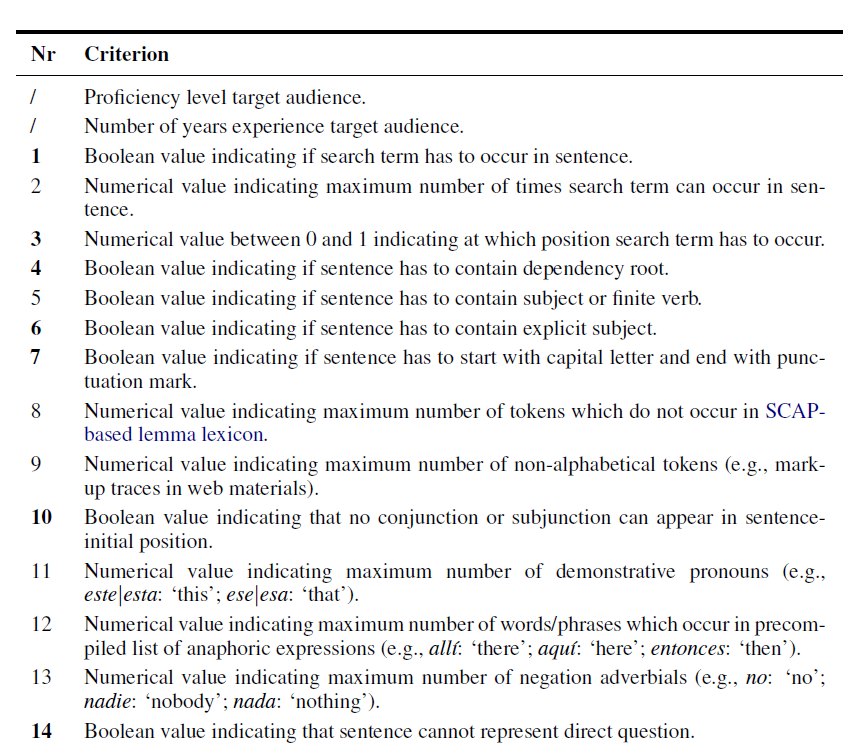 Nr Criterion
/ Proficiency level target audience.
/ Number of years experience target audience.
1 Boolean value indicating if search term has to occur in sentence.
2 Numerical value indicating maximum number of times search term can occur in sen-
tence.
3 Numerical value between 0 and 1 indicating at which position search term has to occur.
4 Boolean value indicating if sentence has to contain dependency root.
5 Boolean value indicating if sentence has to contain subject or finite verb.
6 Boolean value indicating if sentence has to contain explicit subject.
7 Boolean value indicating if sentence has to start with capital letter and end with punc-
tuation mark.
8 Numerical value indicating maximum number of tokens which do not occur in SCAP-
based lemma lexicon.
9 Numerical value indicating maximum number of non-alphabetical tokens (e.g., mark-
up traces in web materials).
10 Boolean value indicating that no conjunction or subjunction can appear in sentence-
initial position.
11 Numerical value indicating maximum number of demonstrative pronouns (e.g.,
este|esta: ‘this’; ese|esa: ‘that’).
12 Numerical value indicating maximum number of words/phrases which occur in precom-
piled list of anaphoric expressions (e.g., allí: ‘there’; aquí: ‘here’; entonces: ‘then’).
13 Numerical value indicating maximum number of negation adverbials (e.g., no: ‘no’;
nadie: ‘nobody’; nada: ‘nothing’).
14 Boolean value indicating that sentence cannot represent direct question.